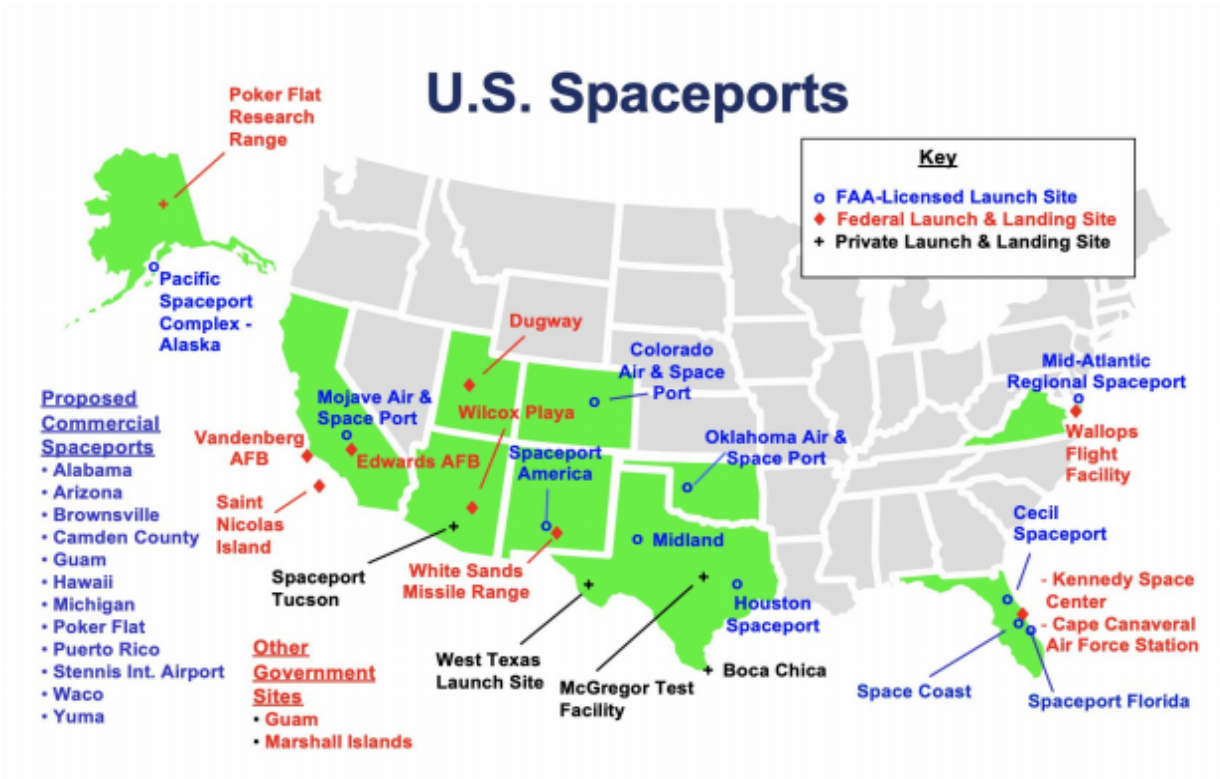 U.S. Spaceports
Poker Flat
Research
Range
Key
FAA-Licensed Launch Site
Federal Launch & Landing Site
Private Launch & Landing Site
Pacific
Spaceport
Complex -
Alaska
Dugway
Colorado
Air & Space
Port
Mid-Atlantic
Regional Spaceport
Mojave Air &
Space Port
Wilcox Playa
Vandenberg
AFB
Edwards AFB
Spaceport
America
Oklahoma Air &
Space Port
Wallops
Flight
Facility
Saint
Nicolas
Island
Cecil
Spaceport
Midland
Spaceport
Tucson
White Sands
Missile Range
Houston
Spaceport
- Kennedy Space
Center
- Cape Canaveral
Air Force Station
West Texas
Launch Site
McGregor Test
Facility
Boca Chica
Space Coast
Spaceport Florida
Proposed
Commercial
Spaceports
• Alabama
• Arizona
• Brownsville
• Camden County
• Guam
• Hawaii
• Michigan
• Poker Flat
• Puerto Rico
• Stennis Int. Airport
• Waco
• Yuma
Other
Government
Sites
• Guam
• Marshall Islands